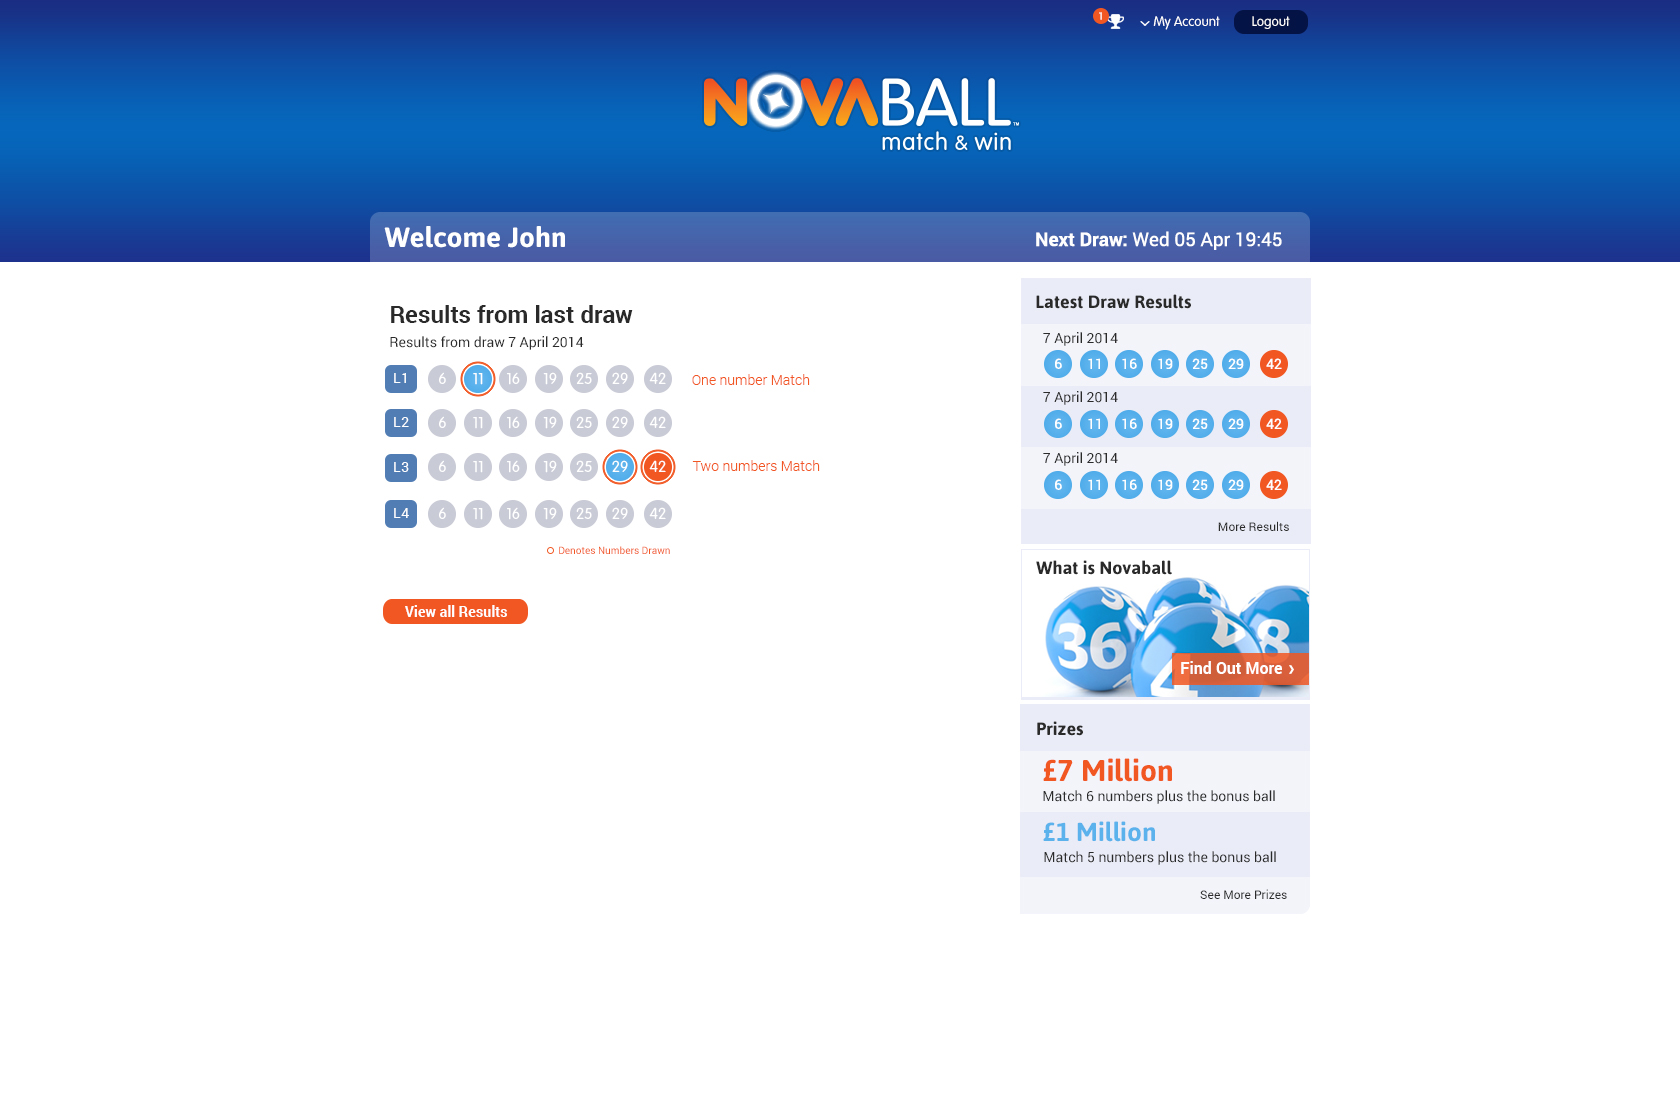 1
My Account
Logout
NOVABALL™
match & win
Welcome John
Next Draw: Wed 05 Apr 19:45
Results from last draw
Results from draw 7 April 2014
L1 6 11 16 19 25 29 42 One number Match
L2 6 11 16 19 25 29 42
L3 6 11 16 19 25 29 42 Two numbers Match
L4 6 11 16 19 25 29 42
Denotes Numbers Drawn
View all Results
Latest Draw Results
7 April 2014
6 11 16 19 25 29 42
7 April 2014
6 11 16 19 25 29 42
7 April 2014
6 11 16 19 25 29 42
More Results
What is Novaball
36
4
8
Find Out More ›
Prizes
£7 Million
Match 6 numbers plus the bonus ball
£1 Million
Match 5 numbers plus the bonus ball
See More Prizes